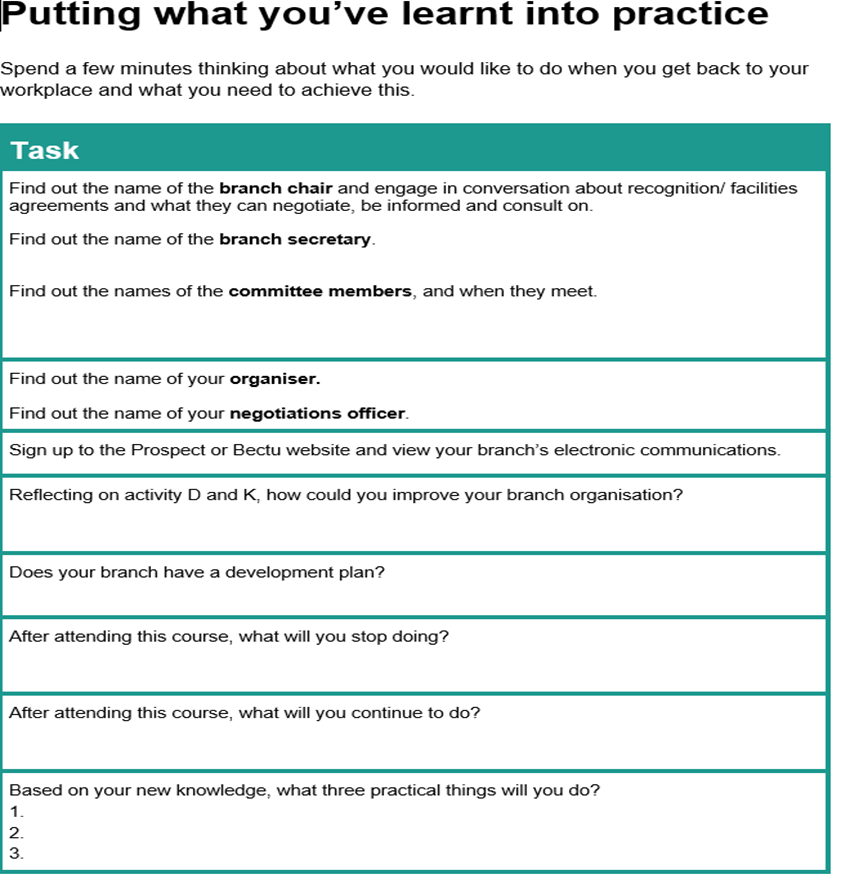 Putting what you’ve learnt into practice
Spend a few minutes thinking about what you would like to do when you get back to your
workplace and what you need to achieve this.
Task
Find out the name of the branch chair and engage in conversation about recognition/ facilities
agreements and what they can negotiate, be informed and consult on.
Find out the name of the branch secretary.
Find out the names of the committee members, and when they meet.
Find out the name of your organiser.
Find out the name of your negotiations officer.
Sign up to the Prospect or Bectu website and view your branch’s electronic communications.
Reflecting on activity D and K, how could you improve your branch organisation?
Does your branch have a development plan?
After attending this course, what will you stop doing?
After attending this course, what will you continue to do?
Based on your new knowledge, what three practical things will you do?
1.
2.
3.